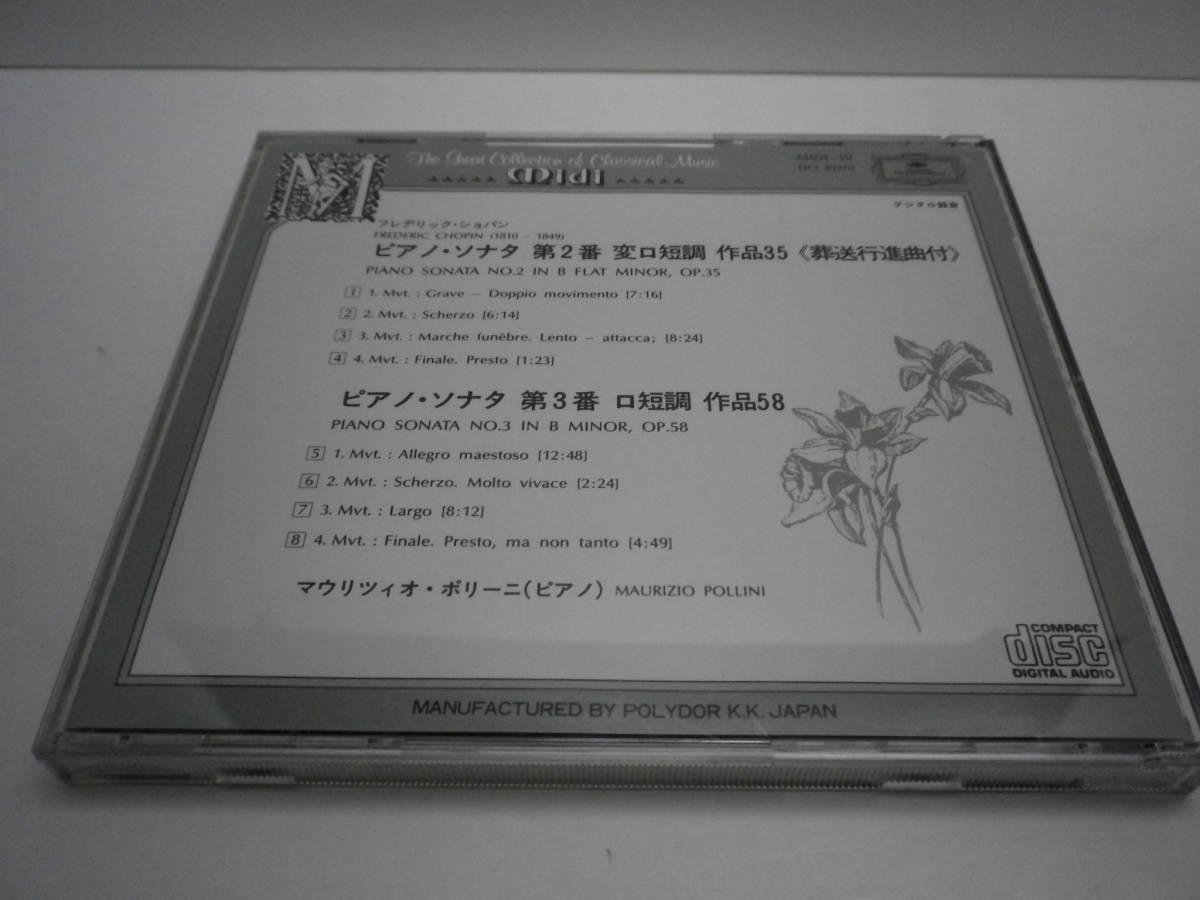 The Great Collection of Classical Music
Midi
M
デジタル録音
フレデリック・ショパン
FREDERIC CHOPIN (1810 – 1849)
ピアノ・ソナタ 第2番 変ロ短調 作品35《葬送行進曲付》
PIANO SONATA NO.2 IN B FLAT MINOR, OP.35
1 1. Mvt. : Grave – Doppio movimento [7:16]
2 2. Mvt. : Scherzo [6:14]
3 3. Mvt. : Marche funèbre. Lento – attacca; [8:24]
4 4. Mvt. : Finale. Presto [1:23]
ピアノ・ソナタ 第3番 ロ短調 作品58
PIANO SONATA NO.3 IN B MINOR, OP.58
5 1. Mvt. : Allegro maestoso [12:48]
6 2. Mvt. : Scherzo. Molto vivace [2:24]
7 3. Mvt. : Largo [8:12]
8 4. Mvt. : Finale. Presto, ma non tanto [4:49]
マウリツィオ・ポリーニ(ピアノ) MAURIZIO POLLINI
COMPACT
disc
DIGITAL AUDIO
MANUFACTURED BY POLYDOR K.K. JAPAN